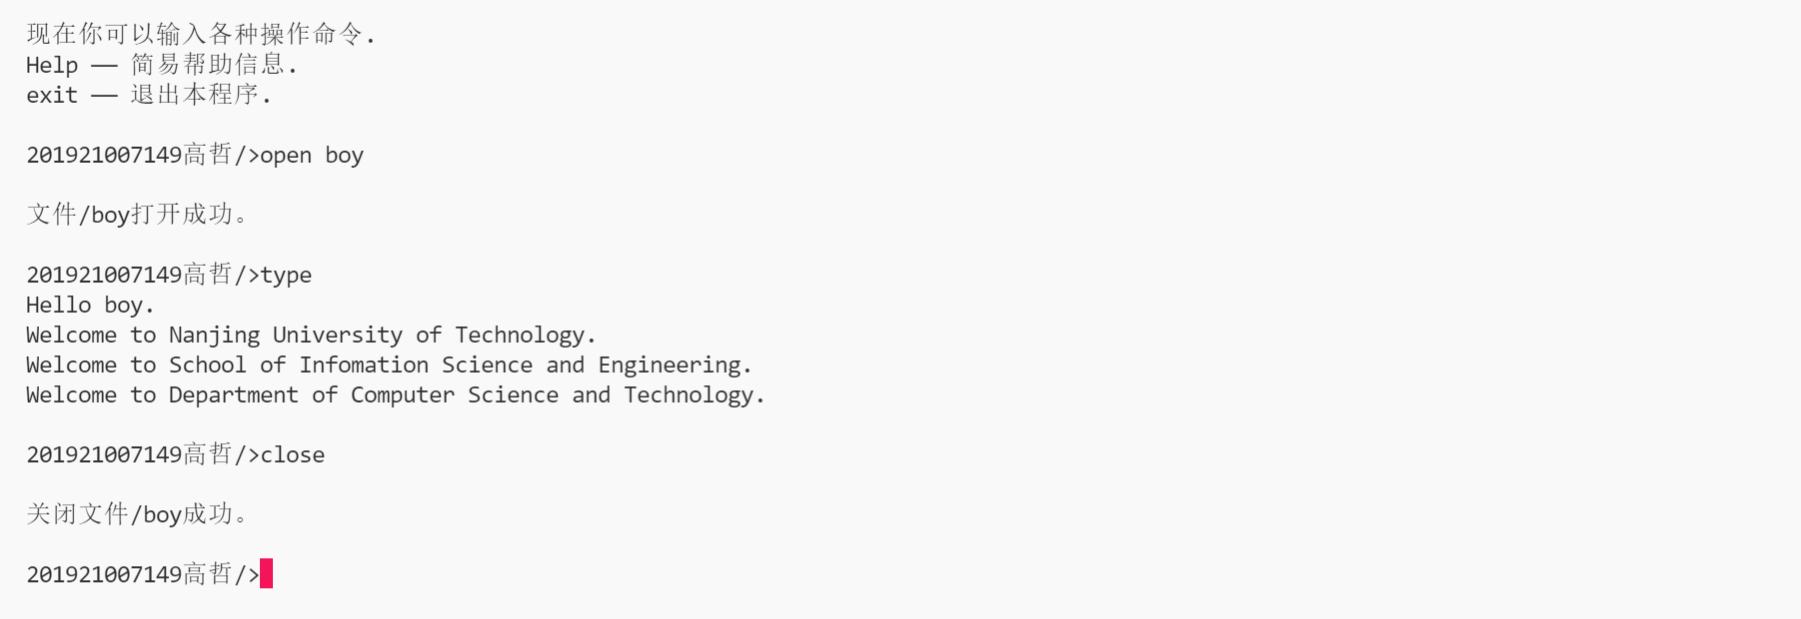 现在你可以输入各种操作命令.
Help —— 简易帮助信息.
exit —— 退出本程序.
201921007149高哲/>open boy
文件/boy打开成功。
201921007149高哲/>type
Hello boy.
Welcome to Nanjing University of Technology.
Welcome to School of Infomation Science and Engineering.
Welcome to Department of Computer Science and Technology.
201921007149高哲/>close
关闭文件/boy成功。
201921007149高哲/>